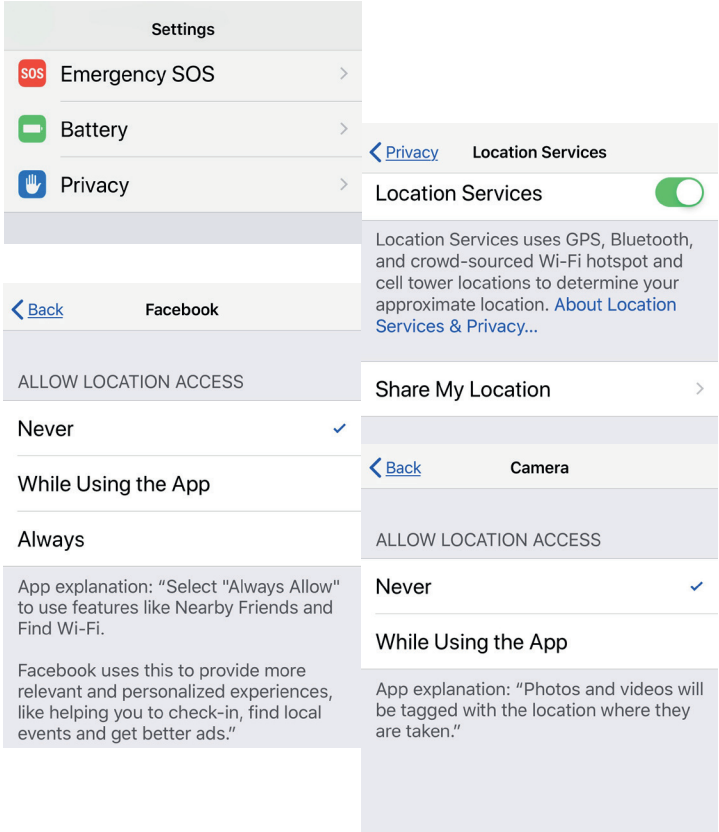 Settings
SOS
Emergency SOS
Battery
Privacy
Back
Facebook
ALLOW LOCATION ACCESS
Never
While Using the App
Always
App explanation: “Select "Always Allow"
to use features like Nearby Friends and
Find Wi-Fi.
Facebook uses this to provide more
relevant and personalized experiences,
like helping you to check-in, find local
events and get better ads.”
Privacy
Location Services
Location Services
Location Services uses GPS, Bluetooth,
and crowd-sourced Wi-Fi hotspot and
cell tower locations to determine your
approximate location. About Location
Services & Privacy...
Share My Location
Back
Camera
ALLOW LOCATION ACCESS
Never
While Using the App
App explanation: “Photos and videos will
be tagged with the location where they
are taken.”